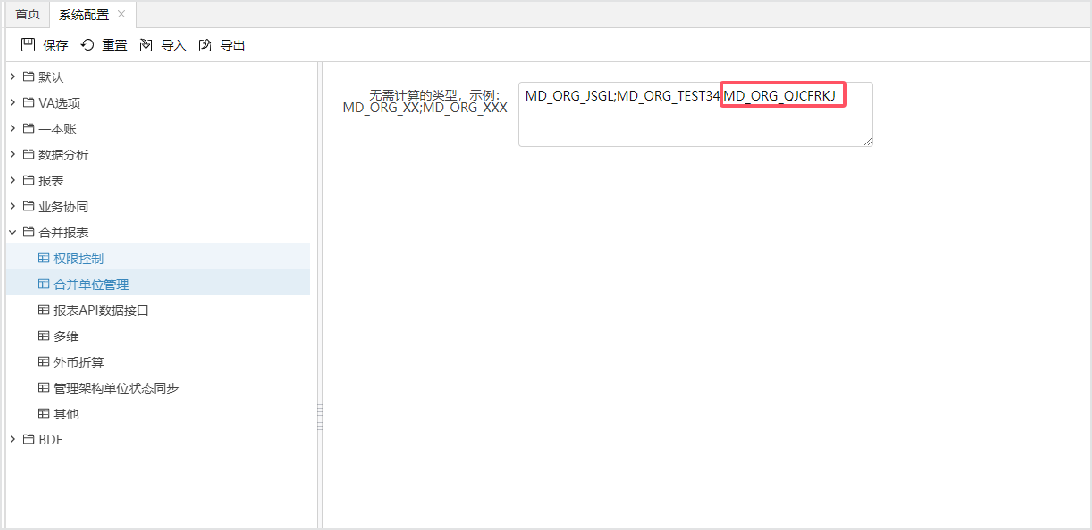 首页 系统配置 ×
保存 重置 导入 导出
默认
VA选项
一本账
数据分析
报表
业务协同
合并报表
权限控制
合并单位管理
报表API数据接口
多维
外币折算
管理架构单位状态同步
其他
BDE
无需计算的类型，示例：
MD_ORG_XX;MD_ORG_XXX
MD_ORG_JSGL;MD_ORG_TEST34 MD_ORG_QJCFRKJ